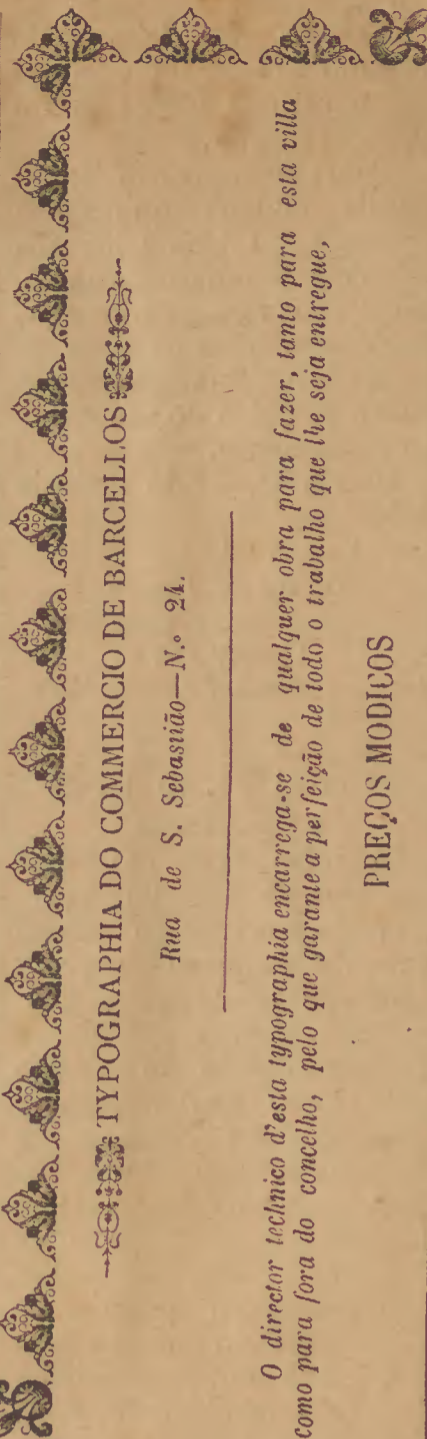 TYPOGRAPHIA DO COMMERCIO DE BARCELLOS
Rua de S. Sebastião—N.º 24.
O director technico d'esta typographia encarrega-se de qualquer obra para fazer, tanto para esta villa
como para fora do concelho, pelo que garante a perfeição de todo o trabalho que lhe seja entregue,
PREÇOS MODICOS